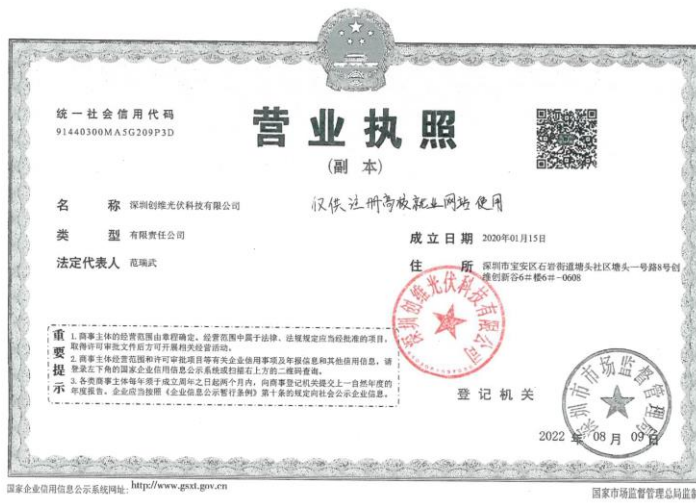 统一社会信用代码
91440300MA5G209P3D
营业执照
(副 本)
名 称 深圳创维光伏科技有限公司
仅供注册高校就业网站使用
类 型 有限责任公司
成立日期 2020年01月15日
法定代表人 范瑞武
住 所 深圳市宝安区石岩街道塘头社区塘头一号路8号创
维创新谷6#楼6#-0608
深圳创维光伏科技有限公司
重要提示
1.商事主体的经营范围由章程确定。经营范围中属于法律、法规规定应当经批准的项目，
取得许可审批文件后方可开展相关经营活动。
2.商事主体经营范围和许可审批项目等有关企业信用事项及年报信息和其他信用信息，请
登录左下角的国家企业信用信息公示系统或扫描右上方的二维码查询。
3.各类商事主体每年须于成立周年之日起两个月内，向商事登记机关提交上一自然年度的
年度报告。企业应当按照《企业信息公示暂行条例》第十条的规定向社会公示企业信息。
登记机关
深圳市市场监督管理局
2022 年 08 月 09 日
国家企业信用信息公示系统网址: http://www.gsxt.gov.cn
国家市场监督管理总局监制